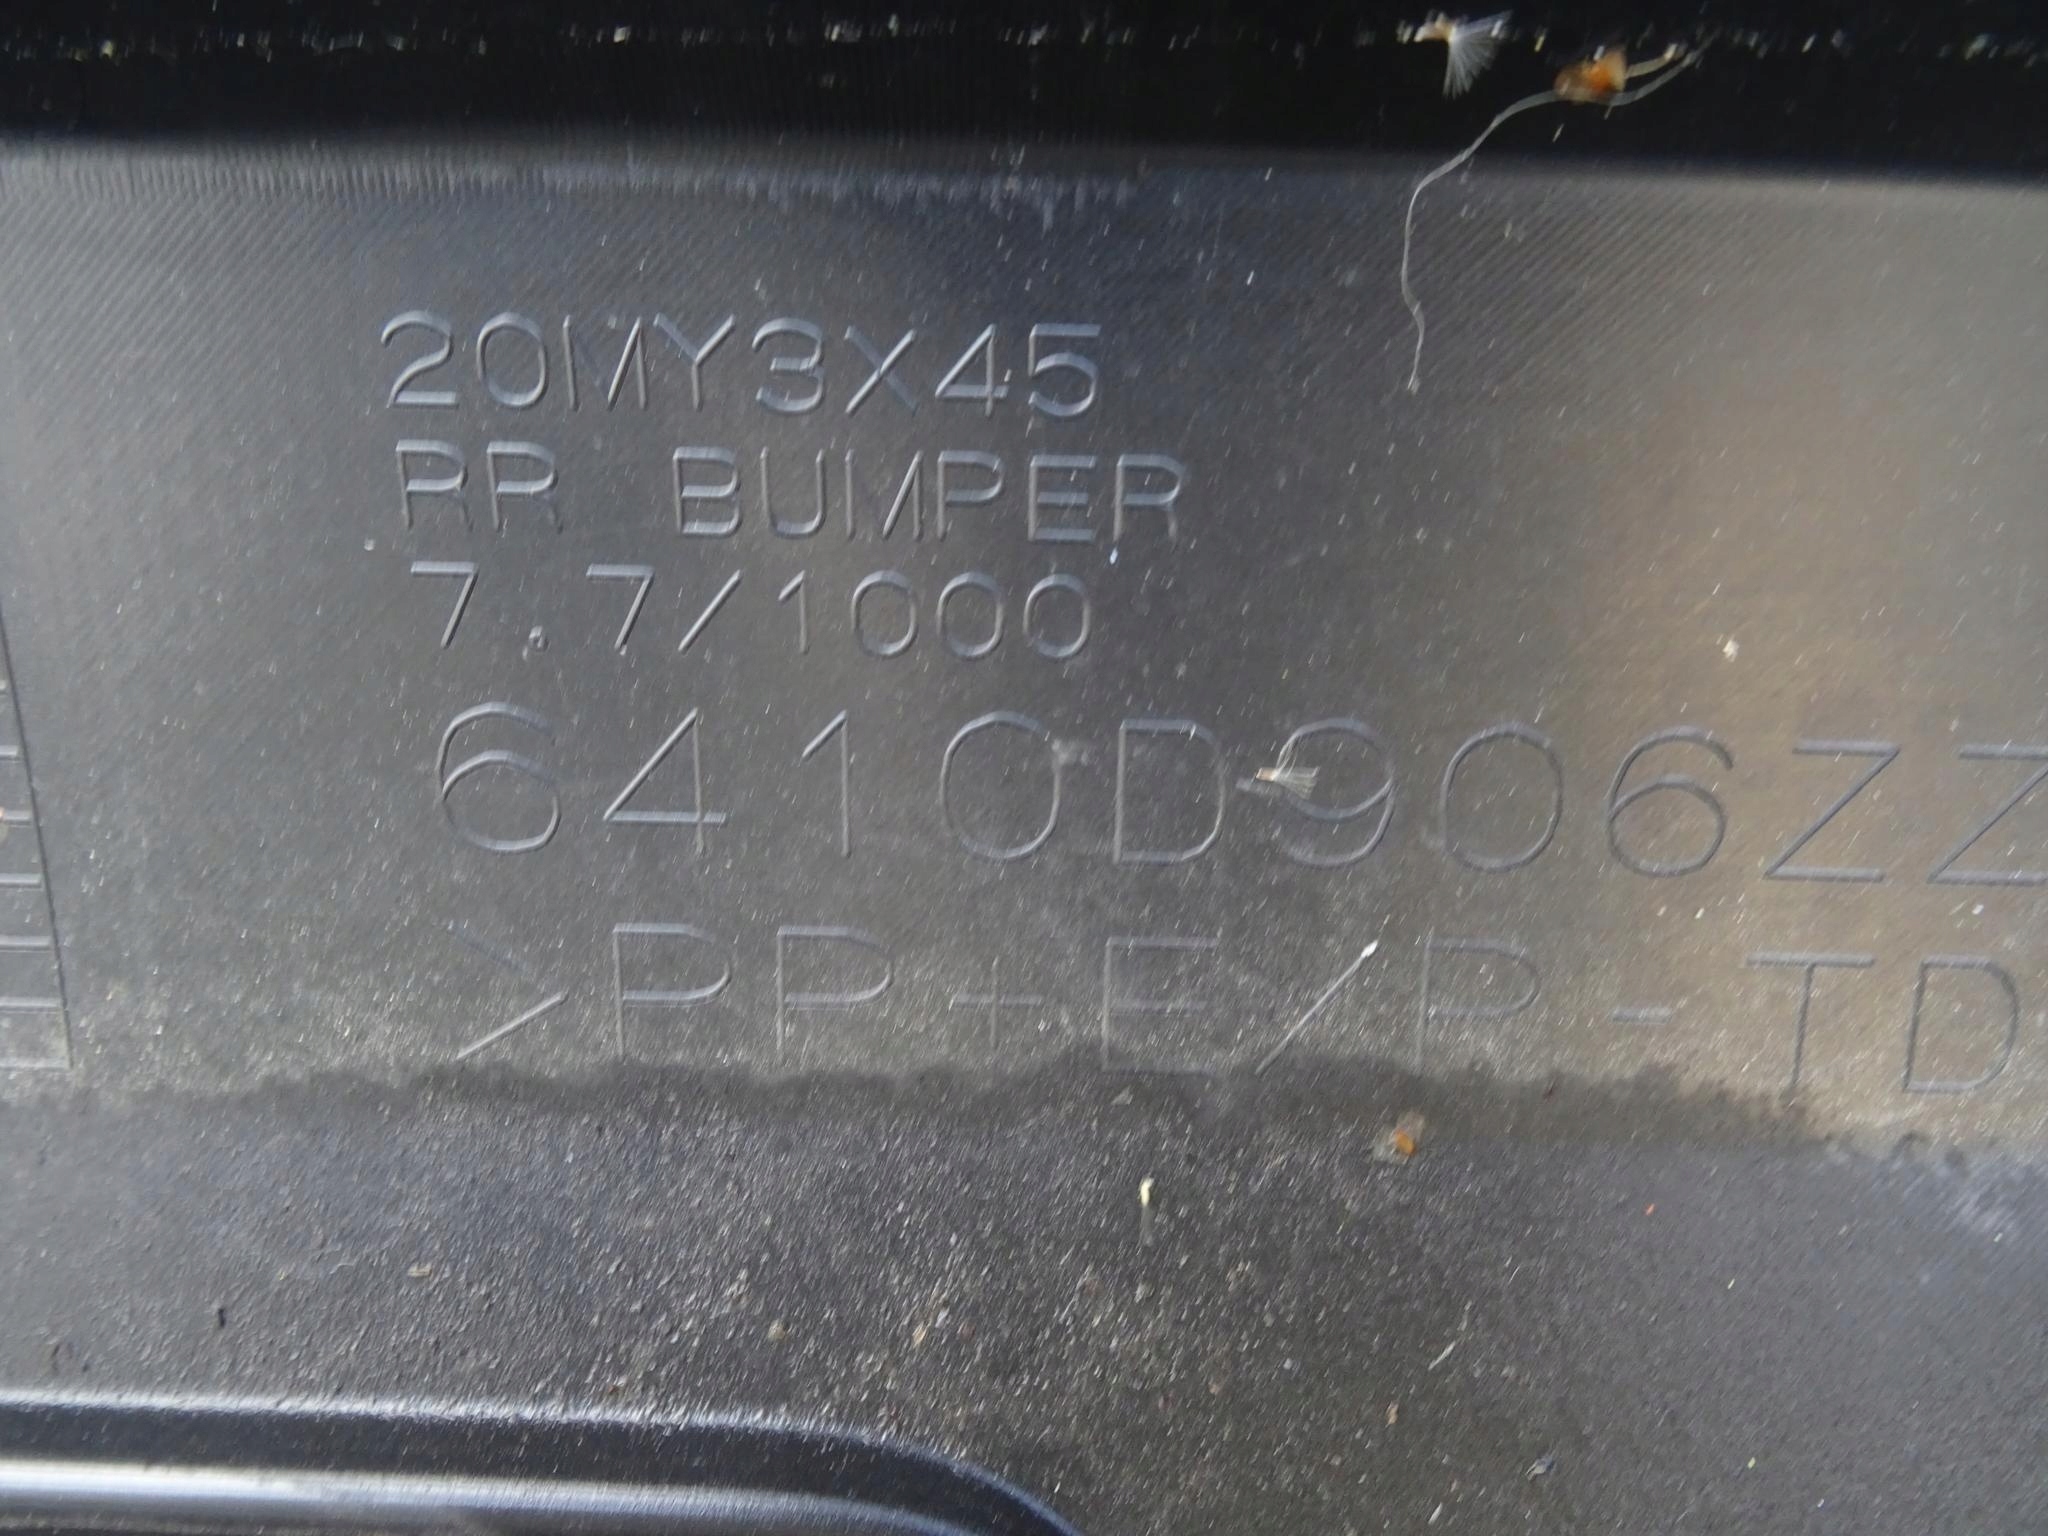 20MY3X45
RR BUMPER
7.7/1000
6410D906ZZ
>PP+E/P-TD